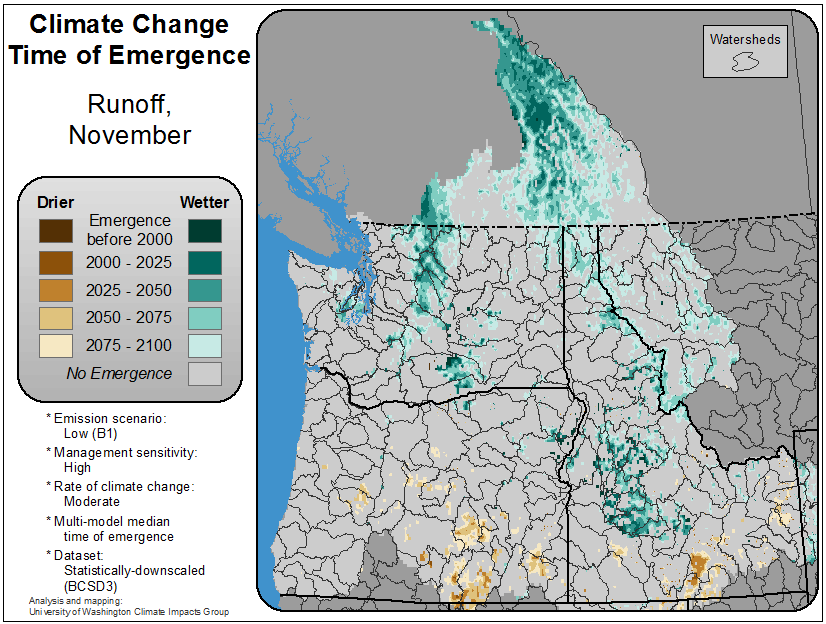 Climate Change
Time of Emergence
Runoff,
November
Drier
Wetter
Emergence
before 2000
2000 - 2025
2025 - 2050
2050 - 2075
2075 - 2100
No Emergence
* Emission scenario:
Low (B1)
* Management sensitivity:
High
* Rate of climate change:
Moderate
* Multi-model median
time of emergence
* Dataset:
Statistically-downscaled
(BCSD3)
Analysis and mapping:
University of Washington Climate Impacts Group
Watersheds